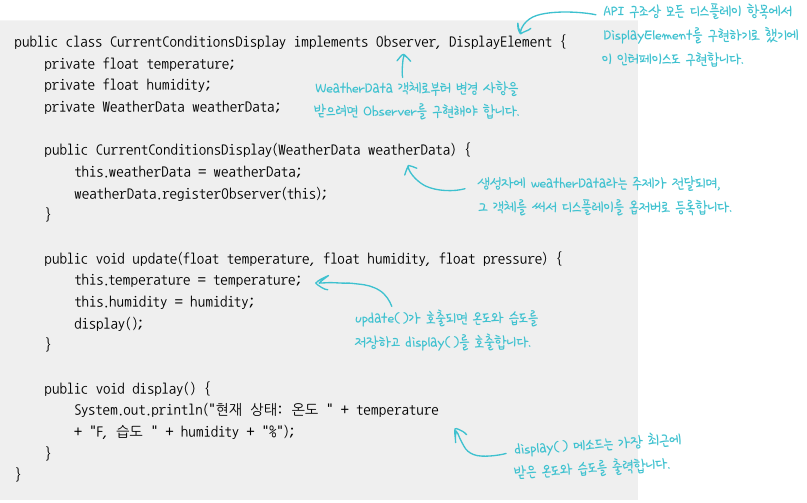 public class CurrentConditionsDisplay implements Observer, DisplayElement {
private float temperature;
private float humidity;
private WeatherData weatherData;
public CurrentConditionsDisplay(WeatherData weatherData) {
this.weatherData = weatherData;
weatherData.registerObserver(this);
}
public void update(float temperature, float humidity, float pressure) {
this.temperature = temperature;
this.humidity = humidity;
display();
}
public void display() {
System.out.println("현재 상태: 온도 " + temperature
+ "F, 습도 " + humidity + "%");
}
}
API 구조상 모든 디스플레이 항목에서
DisplayElement를 구현하기로 했기에
이 인터페이스도 구현합니다.
WeatherData 객체로부터 변경 사항을
받으려면 Observer를 구현해야 합니다.
생성자에 weatherData라는 주제가 전달되며,
그 객체를 써서 디스플레이를 옵저버로 등록합니다.
update()가 호출되면 온도와 습도를
저장하고 display()를 호출합니다.
display() 메소드는 가장 최근에
받은 온도와 습도를 출력합니다.